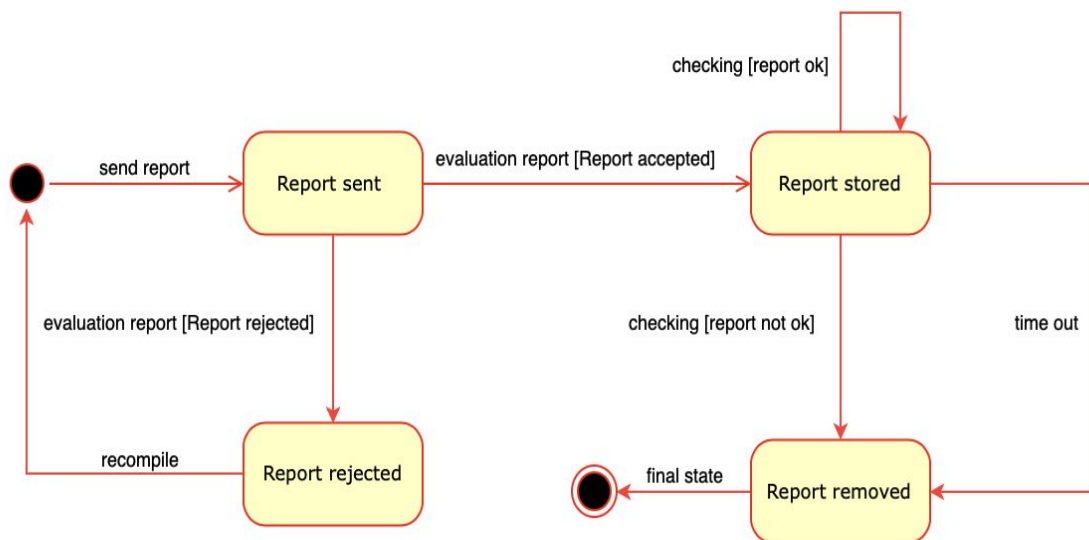 checking [report ok]
send report
Report sent
evaluation report [Report accepted]
Report stored
evaluation report [Report rejected]
checking [report not ok]
time out
recompile
Report rejected
final state
Report removed